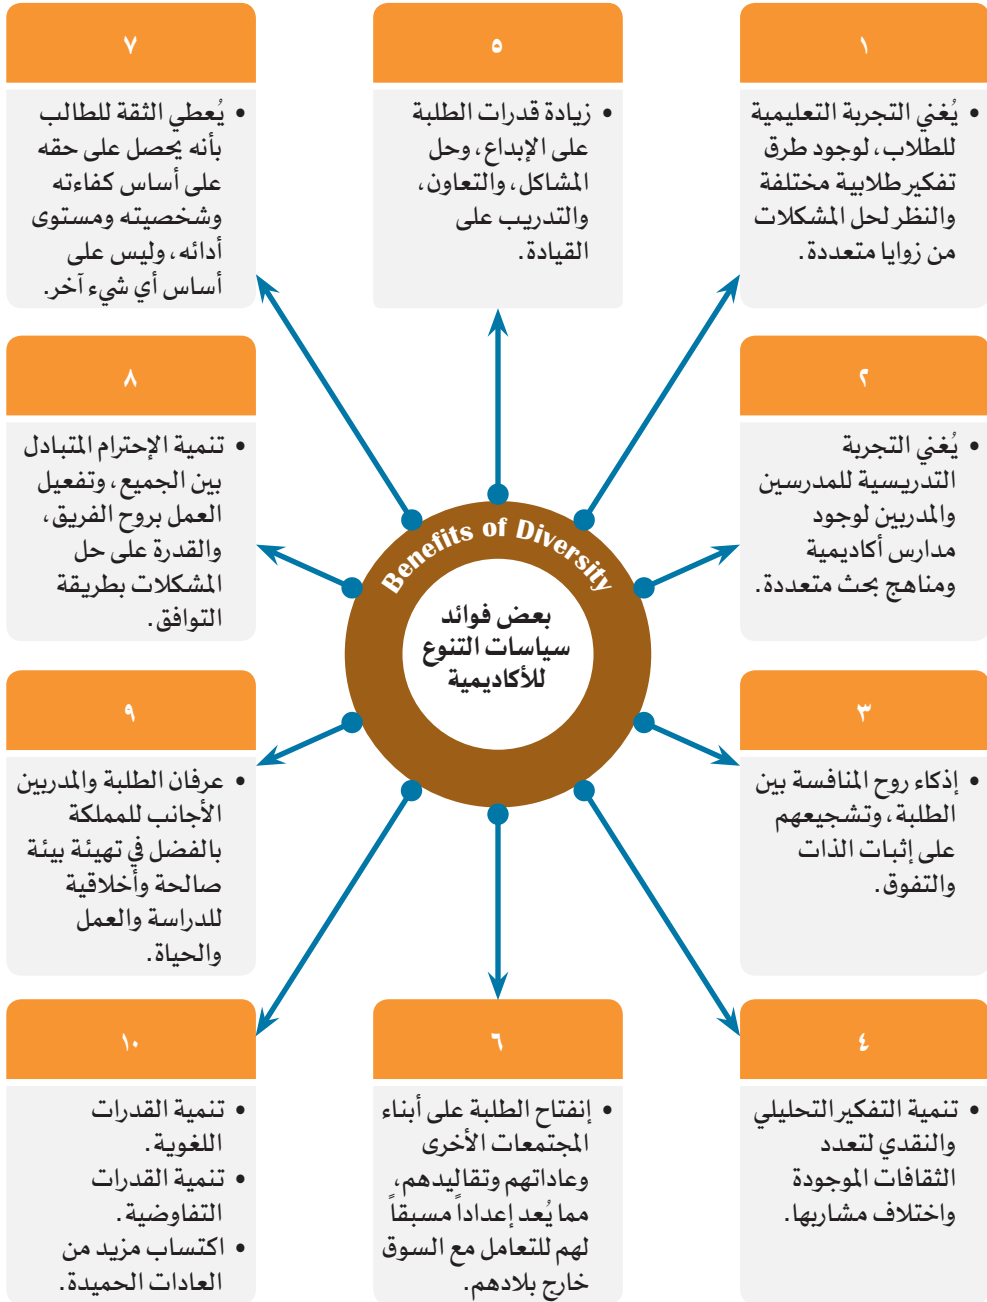 Benefits of Diversity
بعض فوائد
سياسات التنوع
للأكاديمية
١
• يُغني التجربة التعليمية
للطلاب، لوجود طرق
تفكير طلابية مختلفة
والنظر لحل المشكلات
من زوايا متعددة.
٢
• يُغني التجربة
التدريسية للمدرسين
والمدربين لوجود
مدارس أكاديمية
ومناهج بحث متعددة.
٣
• إذكاء روح المنافسة بين
الطلبة، وتشجيعهم
على إثبات الذات
والتفوق.
٤
• تنمية التفكير التحليلي
والنقدي لتعدد
الثقافات الموجودة
واختلاف مشاربها.
٥
• زيادة قدرات الطلبة
على الإبداع، وحل
المشاكل، والتعاون،
والتدريب على
القيادة.
٦
• إنفتاح الطلبة على أبناء
المجتمعات الأخرى
وعاداتهم وتقاليدهم،
مما يُعد إعداداً مسبقاً
لهم للتعامل مع السوق
خارج بلادهم.
٧
• يُعطي الثقة للطالب
بأنه يحصل على حقه
على أساس كفاءته
وشخصيته ومستوى
أدائه، وليس على
أساس أي شيء آخر.
٨
• تنمية الإحترام المتبادل
بين الجميع، وتفعيل
العمل بروح الفريق،
والقدرة على حل
المشكلات بطريقة
التوافق.
٩
• عرفان الطلبة والمدربين
الأجانب للمملكة
بالفضل في تهيئة بيئة
صالحة وأخلاقية
للدراسة والعمل
والحياة.
١٠
• تنمية القدرات
اللغوية.
• تنمية القدرات
التفاوضية.
• اكتساب مزيد من
العادات الحميدة.